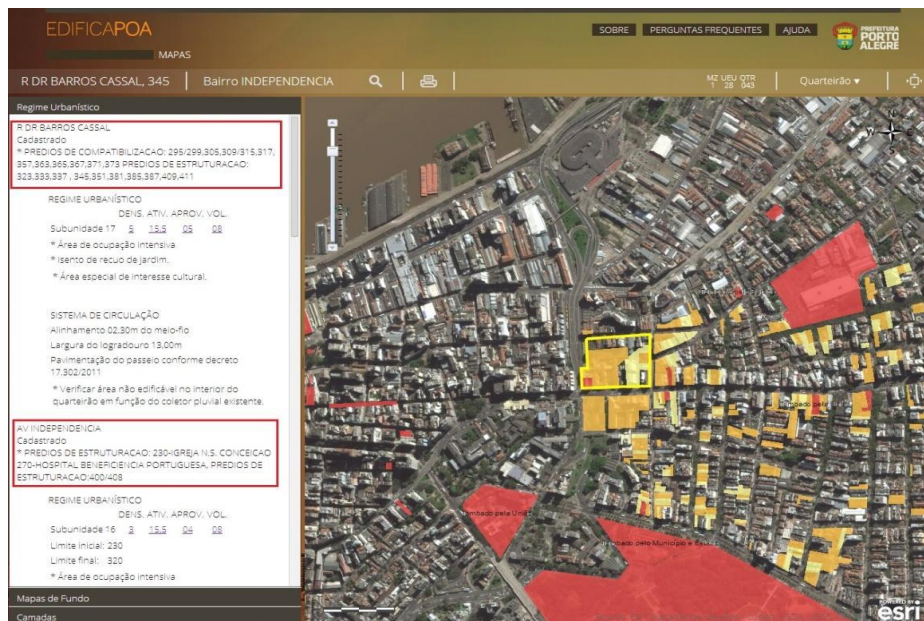 EDIFICAPOA
MAPAS
SOBRE
PERGUNTAS FREQUENTES
AJUDA
PREFEITURA
PORTO
ALEGRE
R DR BARROS CASSAL, 345
Bairro INDEPENDENCIA
MZ UEU QTR
1 28 043
Quarteirão
Regime Urbanístico
R DR BARROS CASSAL
Cadastrado
* PREDIOS DE COMPATIBILIZACAO: 295/299,305,309/315,317,
357,363,365,367,371,373 PREDIOS DE ESTRUTURACAO:
323,333,337 , 345,351,381,385,387,409,411
REGIME URBANÍSTICO
DENS. ATIV. APROV. VOL.
Subunidade 17 5 15.5 05 08
* Área de ocupação intensiva
* Isento de recuo de jardim.
* Área especial de interesse cultural.
SISTEMA DE CIRCULAÇÃO
Alinhamento 02,30m do meio-fio
Largura do logradouro 13,00m
Pavimentação do passeio conforme decreto
17.302/2011
* Verificar área não edificável no interior do
quarteirão em função do coletor pluvial existente.
AV INDEPENDENCIA
Cadastrado
* PREDIOS DE ESTRUTURACAO: 230-IGREJA N.S. CONCEICAO
270-HOSPITAL BENEFICIENCIA PORTUGUESA, PREDIOS DE
ESTRUTURACAO:400/408
REGIME URBANÍSTICO
DENS. ATIV. APROV. VOL.
Subunidade 16 3 15.5 04 08
Limite inicial: 230
Limite final: 320
* Área de ocupação intensiva
Mapas de Fundo
Camadas
N
W
E
S
POWERED BY
esri